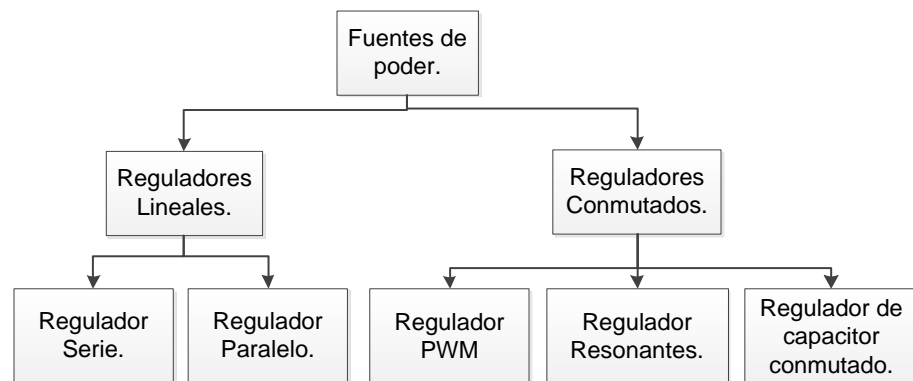 Fuentes de
poder.
Reguladores
Lineales.
Reguladores
Conmutados.
Regulador
Serie.
Regulador
Paralelo.
Regulador
PWM
Regulador
Resonantes.
Regulador de
capacitor
conmutado.